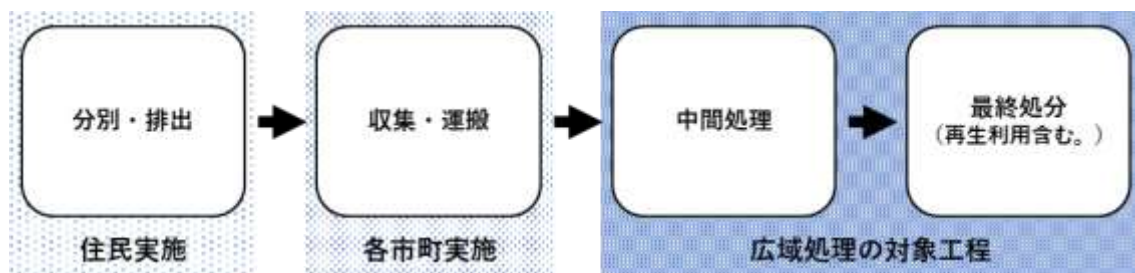 分別・排出
収集・運搬
中間処理
最終処分
（再生利用含む。）
住民実施
各市町実施
広域処理の対象工程